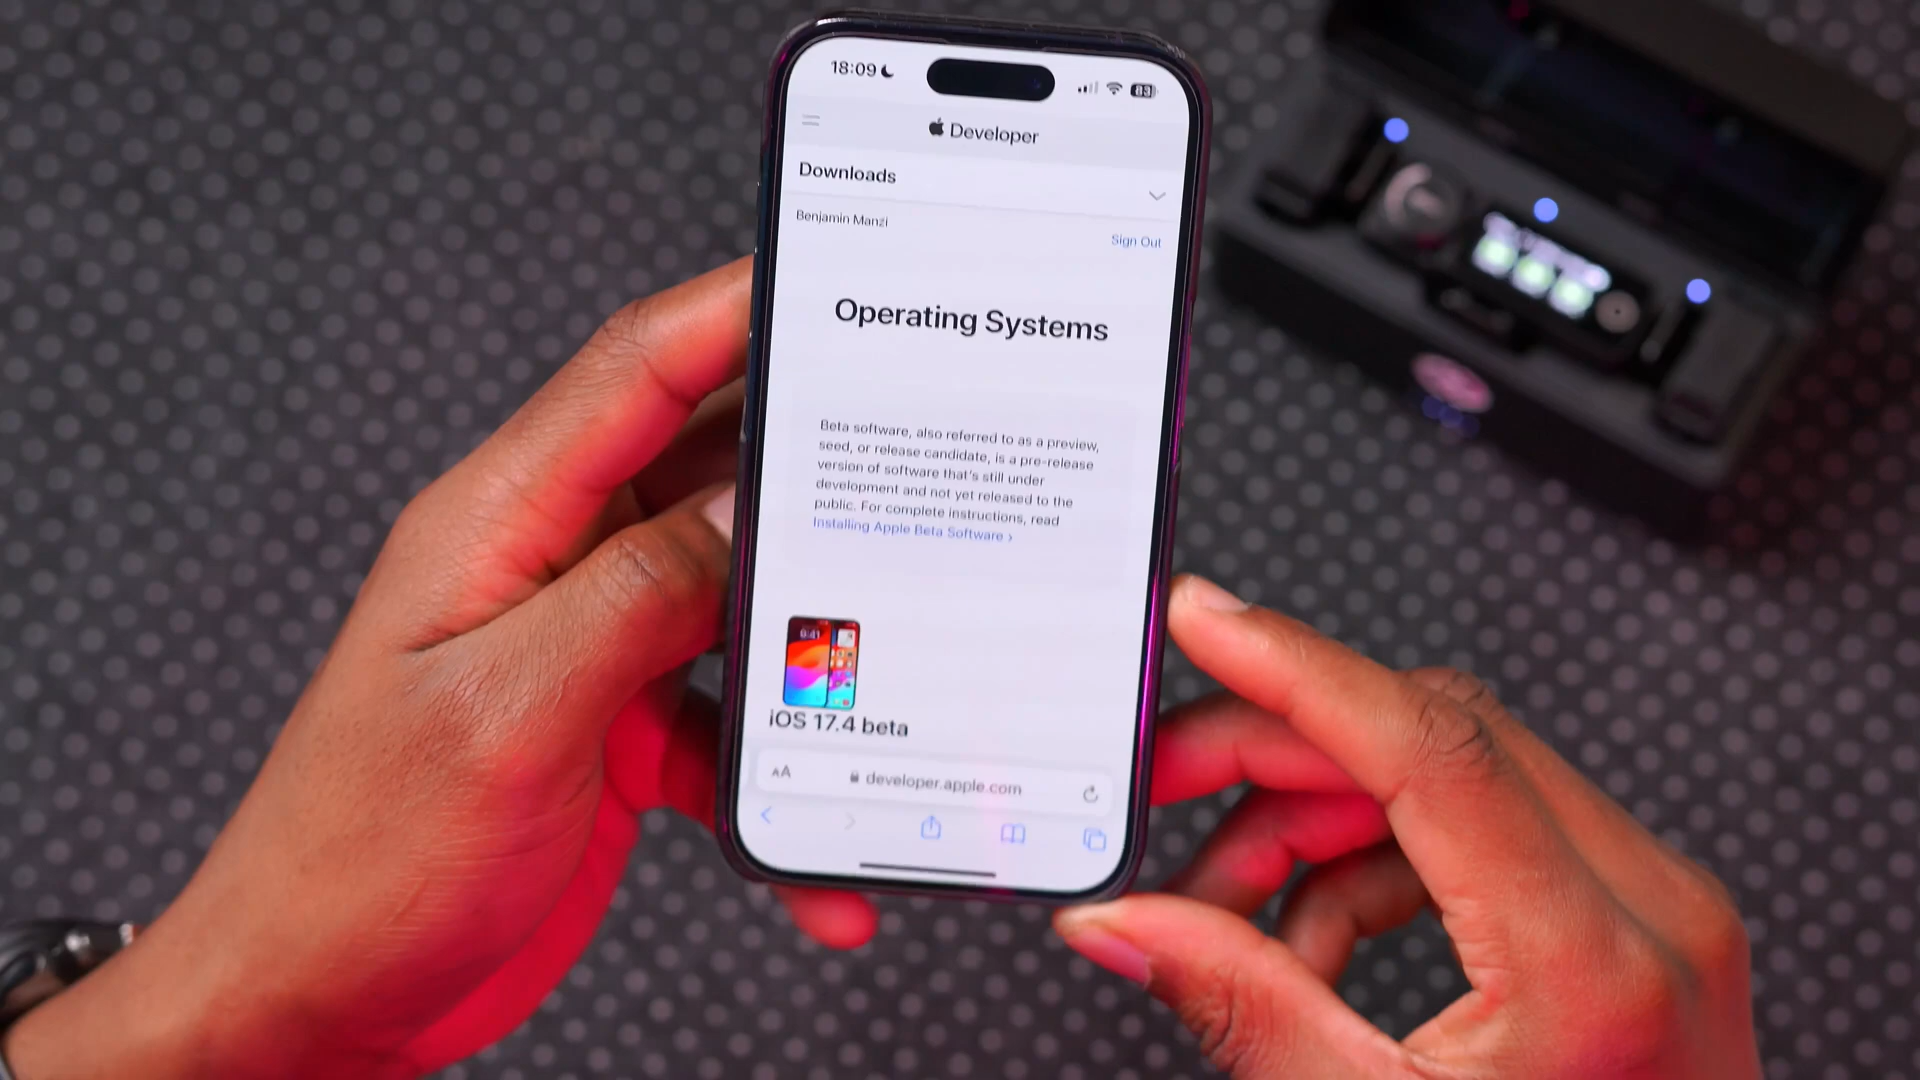 18:09
83
Developer
Downloads
Benjamin Manzi
Sign Out
Operating Systems
Beta software, also referred to as a preview,
seed, or release candidate, is a pre-release
version of software that's still under
development and not yet released to the
public. For complete instructions, read
Installing Apple Beta Software >
9:41
iOS 17.4 beta
AA
developer.apple.com